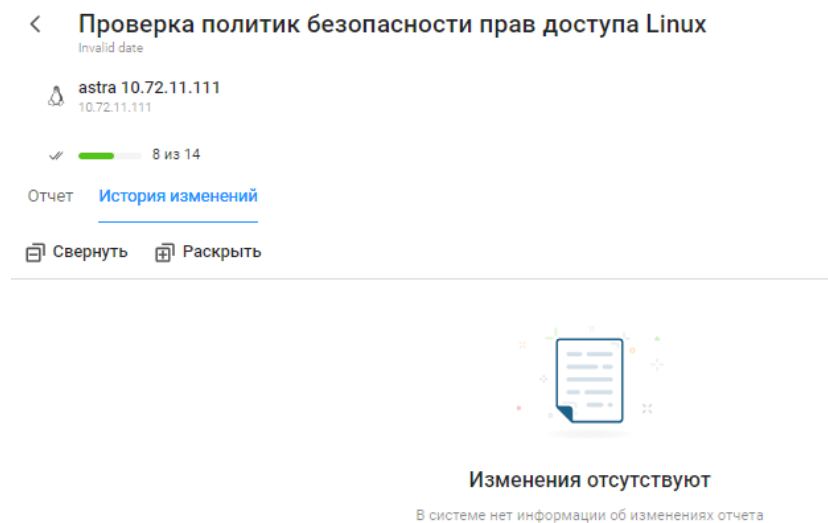 Проверка политик безопасности прав доступа Linux
Invalid date
astra 10.72.11.111
10.72.11.111
8 из 14
Отчет История изменений
Свернуть Раскрыть
Изменения отсутствуют
В системе нет информации об изменениях отчета